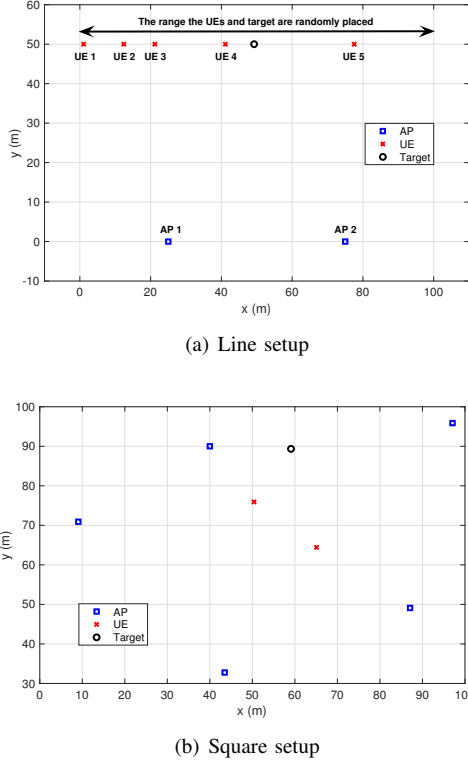 60
The range the UEs and target are randomly placed
50
UE 1 UE 2 UE 3 UE 4 UE 5
40
y (m)
30
AP
UE
Target
20
10
AP 1 AP 2
0
-10
0 20 40 60 80 100
x (m)
(a) Line setup
100
90
80
70
y (m)
60
50
AP
UE
Target
40
30
0 10 20 30 40 50 60 70 80 90 100
x (m)
(b) Square setup